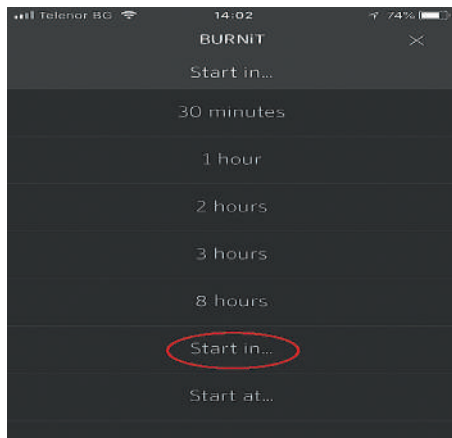 Telenor BG 14:02 74%
BURNiT
Start in...
30 minutes
1 hour
2 hours
3 hours
8 hours
Start in...
Start at...